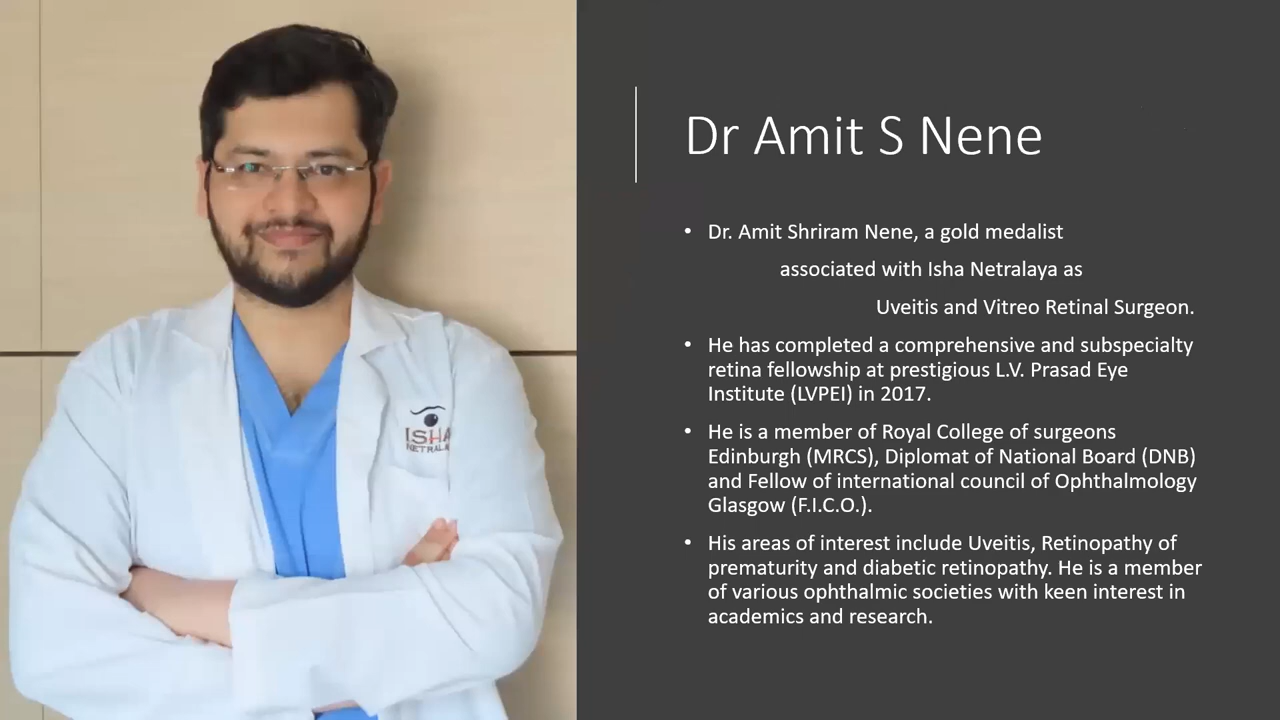 Dr Amit S Nene
• Dr. Amit Shriram Nene, a gold medalist
associated with Isha Netralaya as
Uveitis and Vitreo Retinal Surgeon.
• He has completed a comprehensive and subspecialty
retina fellowship at prestigious L.V. Prasad Eye
Institute (LVPEI) in 2017.
• He is a member of Royal College of surgeons
Edinburgh (MRCS), Diplomat of National Board (DNB)
and Fellow of international council of Ophthalmology
Glasgow (F.I.C.O.).
• His areas of interest include Uveitis, Retinopathy of
prematurity and diabetic retinopathy. He is a member
of various ophthalmic societies with keen interest in
academics and research.
ISHA
NETRALA